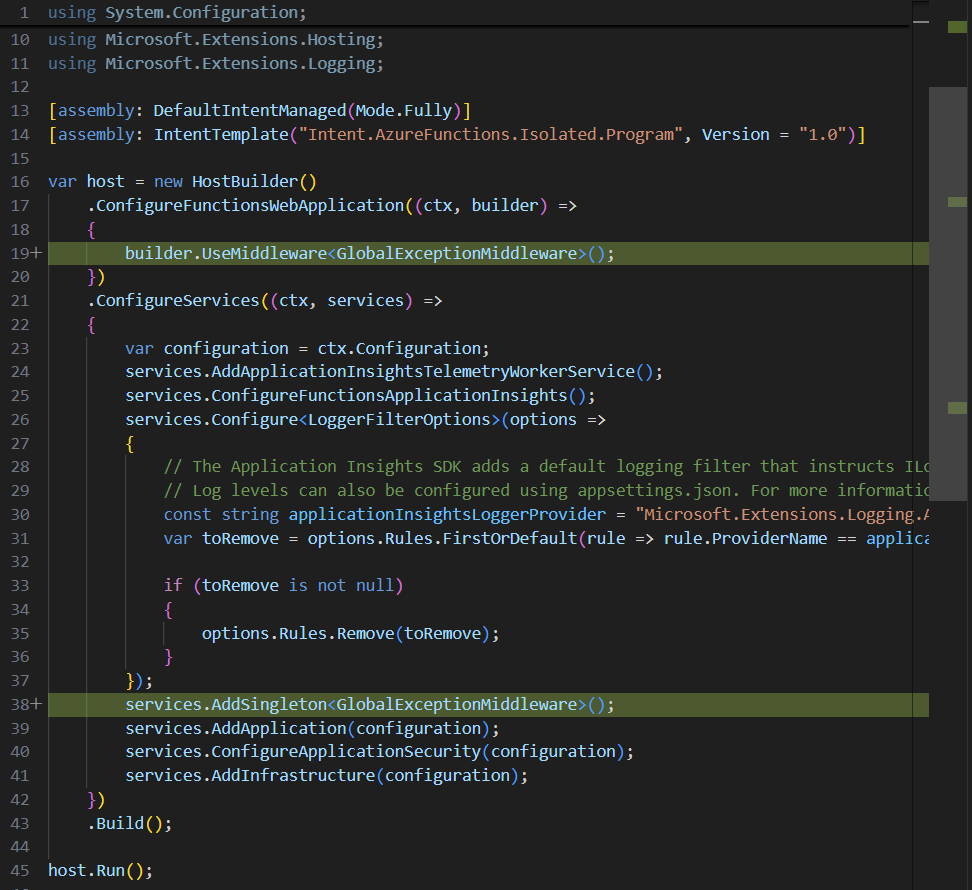 1 using System.Configuration;
10 using Microsoft.Extensions.Hosting;
11 using Microsoft.Extensions.Logging;
12
13 [assembly: DefaultIntentManaged(Mode.Fully)]
14 [assembly: IntentTemplate("Intent.AzureFunctions.Isolated.Program", Version = "1.0")]
15
16 var host = new HostBuilder()
17 .ConfigureFunctionsWebApplication((ctx, builder) =>
18 {
19+ builder.UseMiddleware<GlobalExceptionMiddleware>();
20 })
21 .ConfigureServices((ctx, services) =>
22 {
23 var configuration = ctx.Configuration;
24 services.AddApplicationInsightsTelemetryWorkerService();
25 services.ConfigureFunctionsApplicationInsights();
26 services.Configure<LoggerFilterOptions>(options =>
27 {
28 // The Application Insights SDK adds a default logging filter that instructs ILo
29 // Log levels can also be configured using appsettings.json. For more informatio
30 const string applicationInsightsLoggerProvider = "Microsoft.Extensions.Logging.A
31 var toRemove = options.Rules.FirstOrDefault(rule => rule.ProviderName == applica
32
33 if (toRemove is not null)
34 {
35 options.Rules.Remove(toRemove);
36 }
37 });
38+ services.AddSingleton<GlobalExceptionMiddleware>();
39 services.AddApplication(configuration);
40 services.ConfigureApplicationSecurity(configuration);
41 services.AddInfrastructure(configuration);
42 })
43 .Build();
44
45 host.Run();